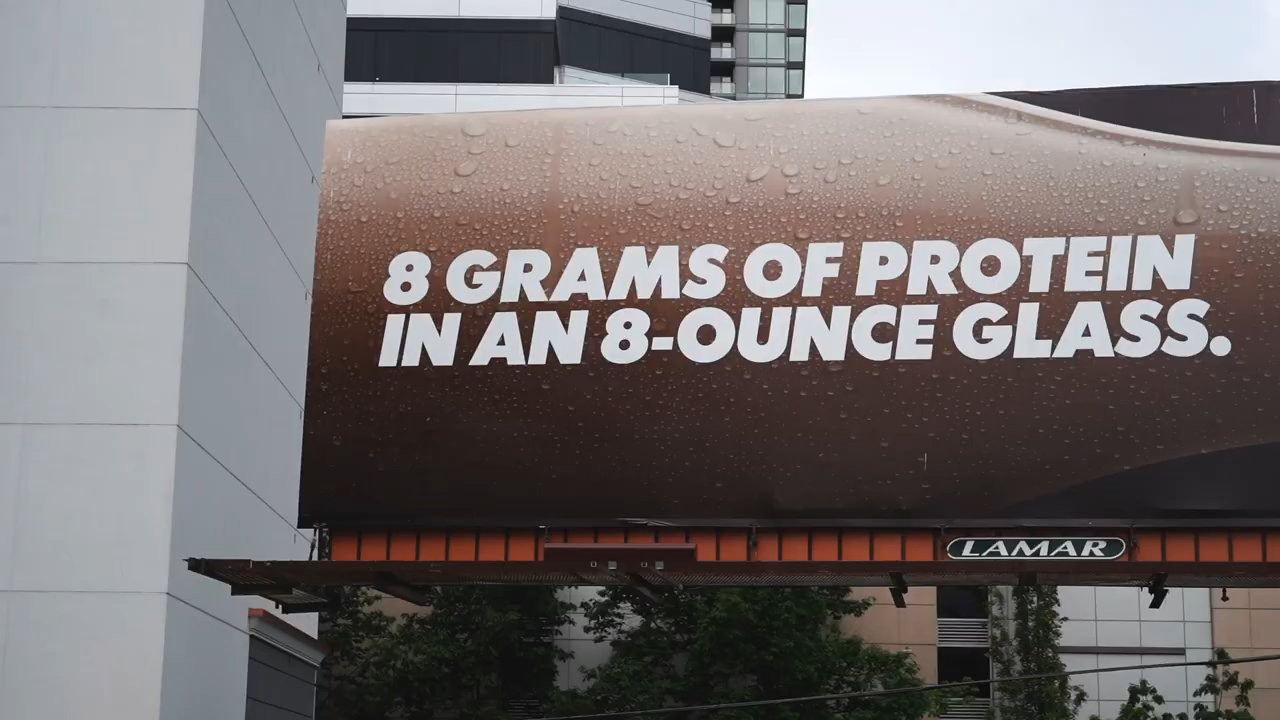 8 GRAMS OF PROTEIN
IN AN 8-OUNCE GLASS.
LAMAR